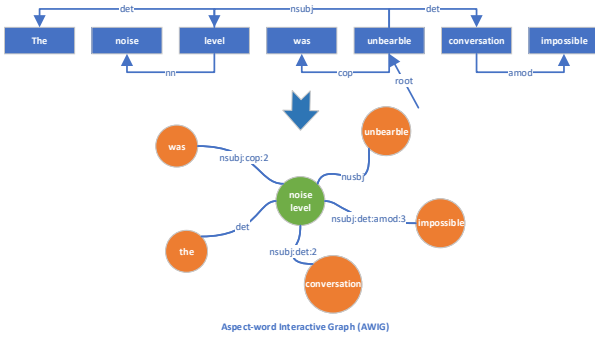 det nsubj det
The noise level was unbearble conversation impossible
nn cop amod
root
was
unbearble
nsubj:cop:2
nusbj
noise
level
impossible
nsubj:det:amod:3
det
the
nsubj:det:2
conversation
Aspect-word Interactive Graph (AWIG)